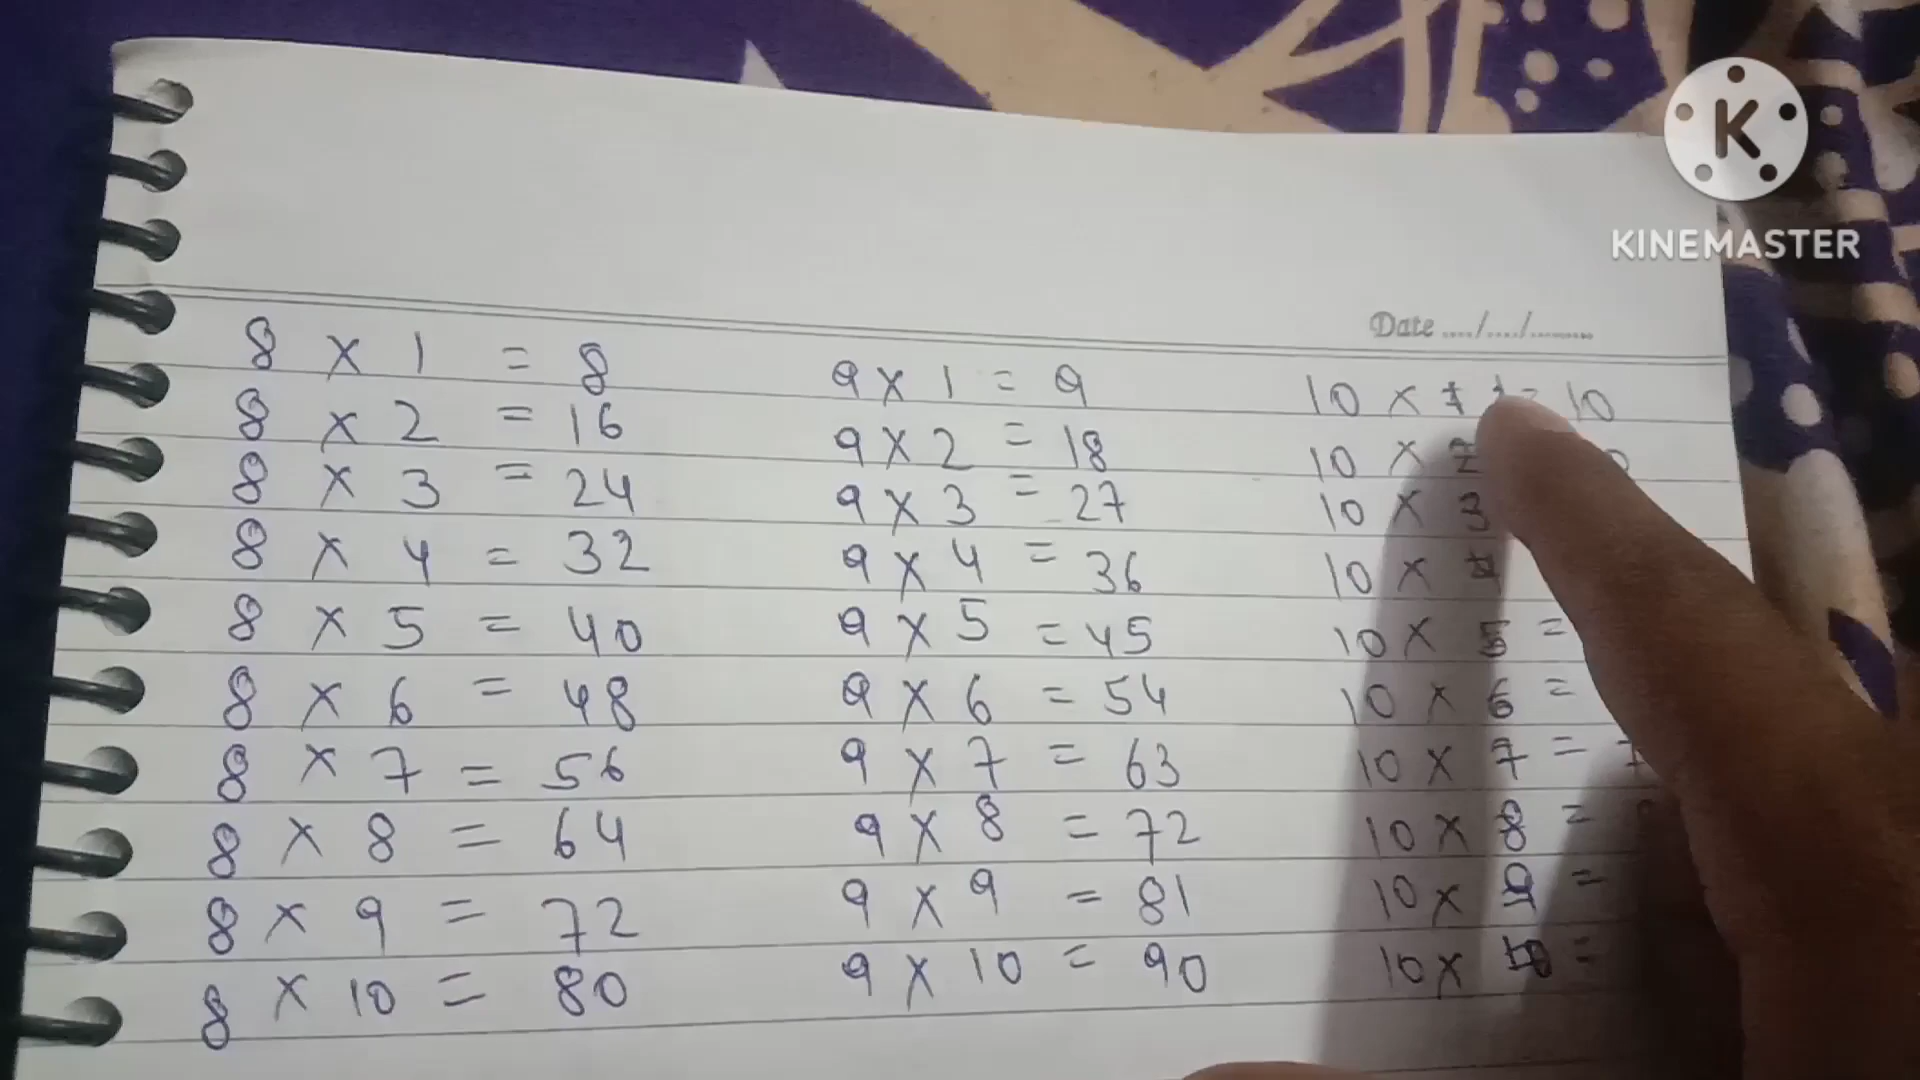 KINEMASTER
Date ..../..../.........
8 × 1 = 8
8 × 2 = 16
8 × 3 = 24
8 × 4 = 32
8 × 5 = 40
8 × 6 = 48
8 × 7 = 56
8 × 8 = 64
8 × 9 = 72
8 × 10 = 80
9 × 1 = 9
9 × 2 = 18
9 × 3 = 27
9 × 4 = 36
9 × 5 = 45
9 × 6 = 54
9 × 7 = 63
9 × 8 = 72
9 × 9 = 81
9 × 10 = 90
10 × 1 = 10
10 × 2
10 × 3
10 × 4
10 × 5 =
10 × 6 =
10 × 7 =
10 × 8 =
10 × 9 =
10 × 10 =